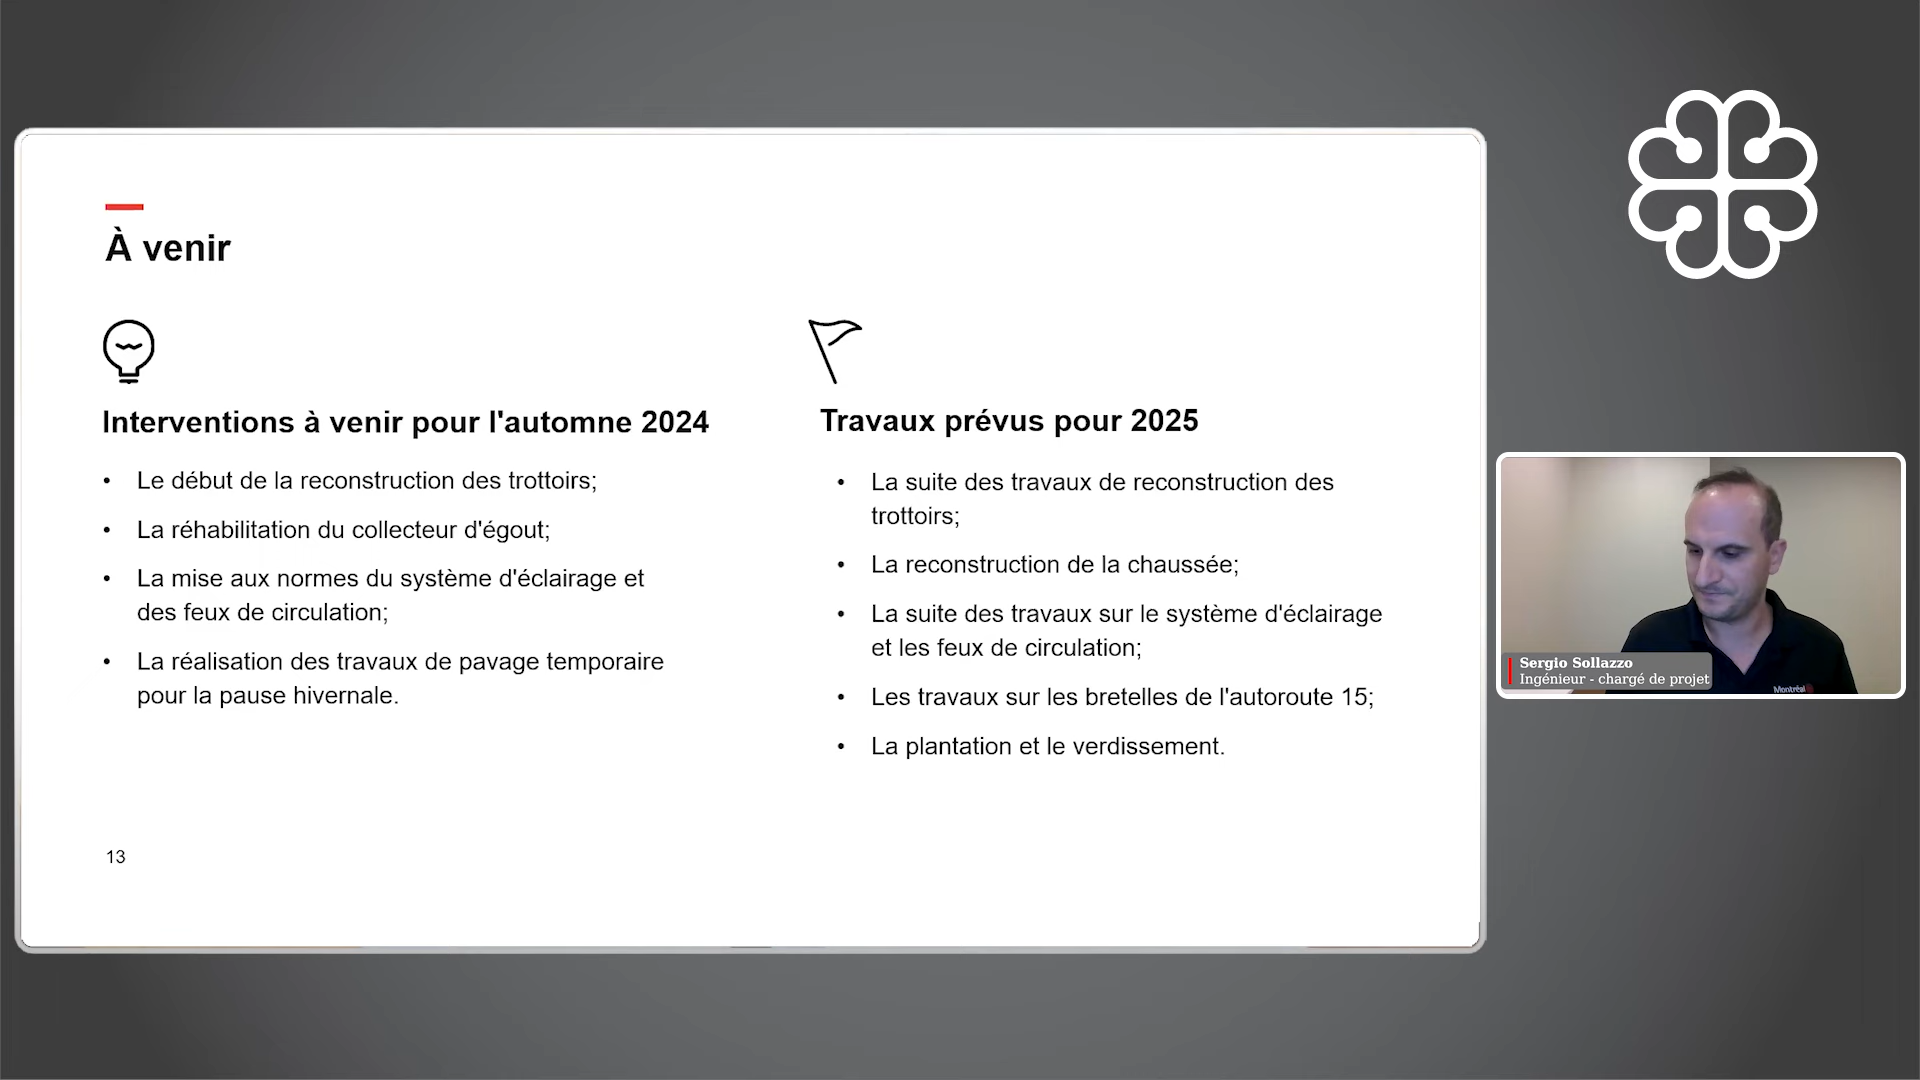 À venir
Interventions à venir pour l'automne 2024
• Le début de la reconstruction des trottoirs;
• La réhabilitation du collecteur d'égout;
• La mise aux normes du système d'éclairage et
des feux de circulation;
• La réalisation des travaux de pavage temporaire
pour la pause hivernale.
Travaux prévus pour 2025
• La suite des travaux de reconstruction des
trottoirs;
• La reconstruction de la chaussée;
• La suite des travaux sur le système d'éclairage
et les feux de circulation;
• Les travaux sur les bretelles de l'autoroute 15;
• La plantation et le verdissement.
13
Sergio Sollazzo
Ingénieur - chargé de projet
Montréal